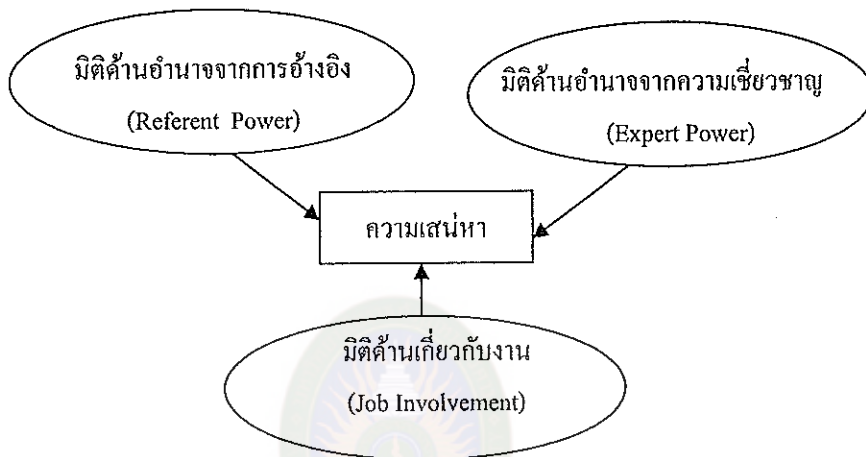 มิติด้านอำนาจจากการอ้างอิง
(Referent Power)
มิติด้านอำนาจจากความเชี่ยวชาญ
(Expert Power)
ความเสน่หา
มิติด้านเกี่ยวกับงาน
(Job Involvement)